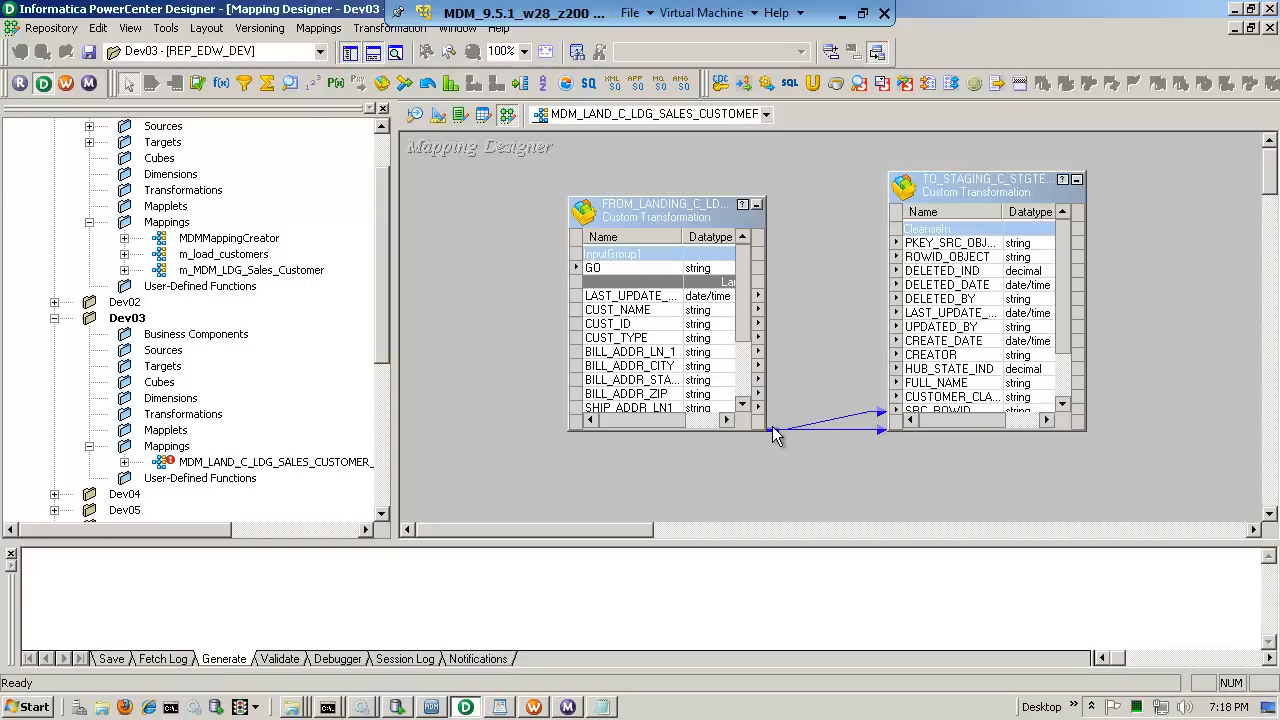 Informatica PowerCenter Designer - [Mapping Designer - Dev03
MDM_9.5.1_w28_z200 ...
File
Virtual Machine
Help
Repository
Edit
View
Tools
Layout
Versioning
Mappings
Transformation
Window
Help
Dev03 - [REP_EDW_DEV]
100%
MDM_LAND_C_LDG_SALES_CUSTOMEF
Sources
Targets
Cubes
Dimensions
Transformations
Mapplets
Mappings
MDMMappingCreator
m_load_customers
m_MDM_LDG_Sales_Customer
User-Defined Functions
Dev02
Dev03
Business Components
Sources
Targets
Cubes
Dimensions
Transformations
Mapplets
Mappings
MDM_LAND_C_LDG_SALES_CUSTOMER_
User-Defined Functions
Dev04
Dev05
Mapping Designer
FROM_LANDING_C_LD...
Custom Transformation
Name Datatype
InputGroup1
GO string
Lar
LAST_UPDATE_... date/time
CUST_NAME string
CUST_ID string
CUST_TYPE string
BILL_ADDR_LN_1 string
BILL_ADDR_CITY string
BILL_ADDR_STA... string
BILL_ADDR_ZIP string
SHIP_ADDR_LN1 string
TO_STAGING_C_STGTE...
Custom Transformation
Name Datatype
CleanseIn
PKEY_SRC_OBJ... string
ROWID_OBJECT string
DELETED_IND decimal
DELETED_DATE date/time
DELETED_BY string
LAST_UPDATE_... date/time
UPDATED_BY string
CREATE_DATE date/time
CREATOR string
HUB_STATE_IND decimal
FULL_NAME string
CUSTOMER_CLA... string
SRC_ROWID string
Save
Fetch Log
Generate
Validate
Debugger
Session Log
Notifications
Ready
NUM
Start
Desktop
7:18 PM